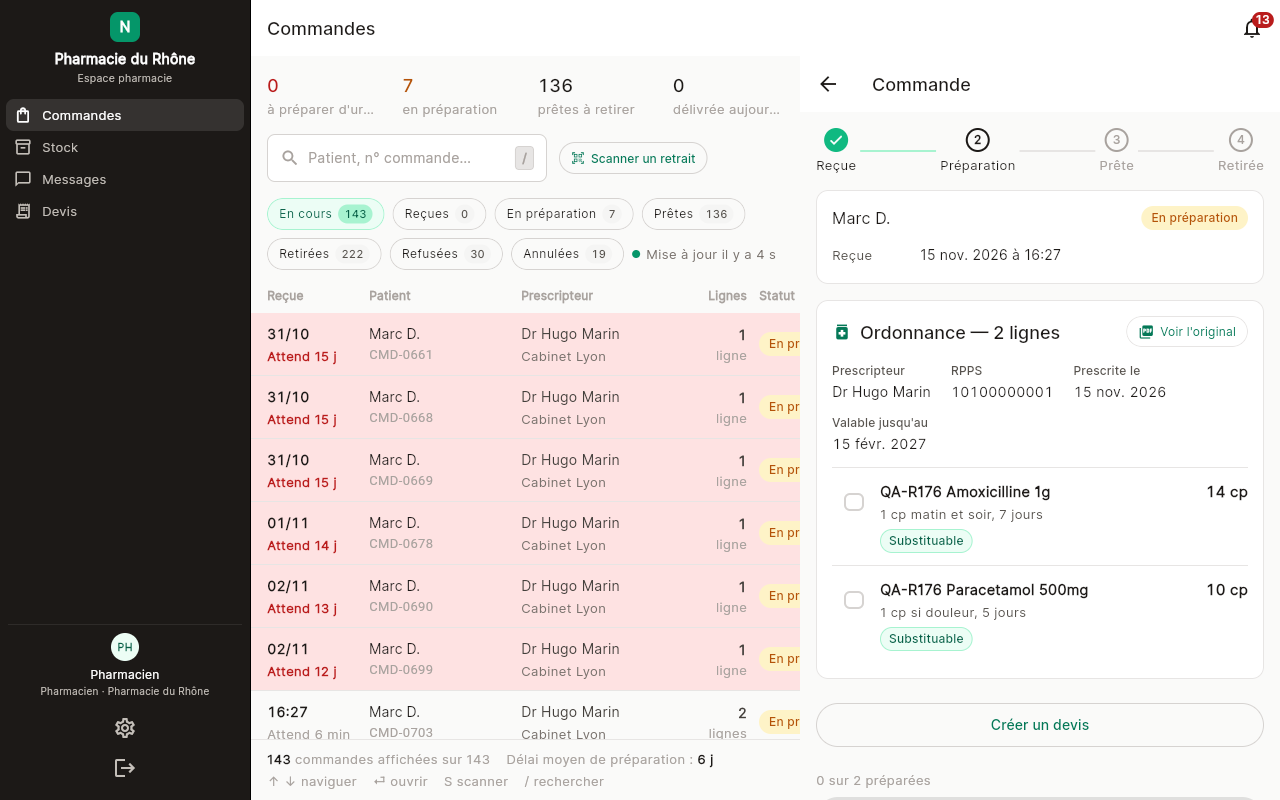 N
Pharmacie du Rhône
Espace pharmacie
Commandes
Stock
Messages
Devis
PH
Pharmacien
Pharmacien · Pharmacie du Rhône
Commandes
13
0
à préparer d'ur…
7
en préparation
136
prêtes à retirer
0
délivrée aujour…
Patient, n° commande… /
Scanner un retrait
En cours 143
Reçues 0
En préparation 7
Prêtes 136
Retirées 222
Refusées 30
Annulées 19
Mise à jour il y a 4 s
Reçue Patient Prescripteur Lignes Statut
31/10 Marc D. Dr Hugo Marin 1 En pr
Attend 15 j CMD-0661 Cabinet Lyon ligne
31/10 Marc D. Dr Hugo Marin 1 En pr
Attend 15 j CMD-0668 Cabinet Lyon ligne
31/10 Marc D. Dr Hugo Marin 1 En pr
Attend 15 j CMD-0669 Cabinet Lyon ligne
01/11 Marc D. Dr Hugo Marin 1 En pr
Attend 14 j CMD-0678 Cabinet Lyon ligne
02/11 Marc D. Dr Hugo Marin 1 En pr
Attend 13 j CMD-0690 Cabinet Lyon ligne
02/11 Marc D. Dr Hugo Marin 1 En pr
Attend 12 j CMD-0699 Cabinet Lyon ligne
16:27 Marc D. Dr Hugo Marin 2 En pr
Attend 6 min CMD-0703 Cabinet Lyon lignes
143 commandes affichées sur 143 Délai moyen de préparation : 6 j
↑ ↓ naviguer ⏎ ouvrir S scanner / rechercher
Commande
2 3 4
Reçue Préparation Prête Retirée
Marc D. En préparation
Reçue 15 nov. 2026 à 16:27
Ordonnance — 2 lignes
PDF Voir l'original
Prescripteur RPPS Prescrite le
Dr Hugo Marin 10100000001 15 nov. 2026
Valable jusqu'au
15 févr. 2027
QA-R176 Amoxicilline 1g 14 cp
1 cp matin et soir, 7 jours
Substituable
QA-R176 Paracetamol 500mg 10 cp
1 cp si douleur, 5 jours
Substituable
Créer un devis
0 sur 2 préparées